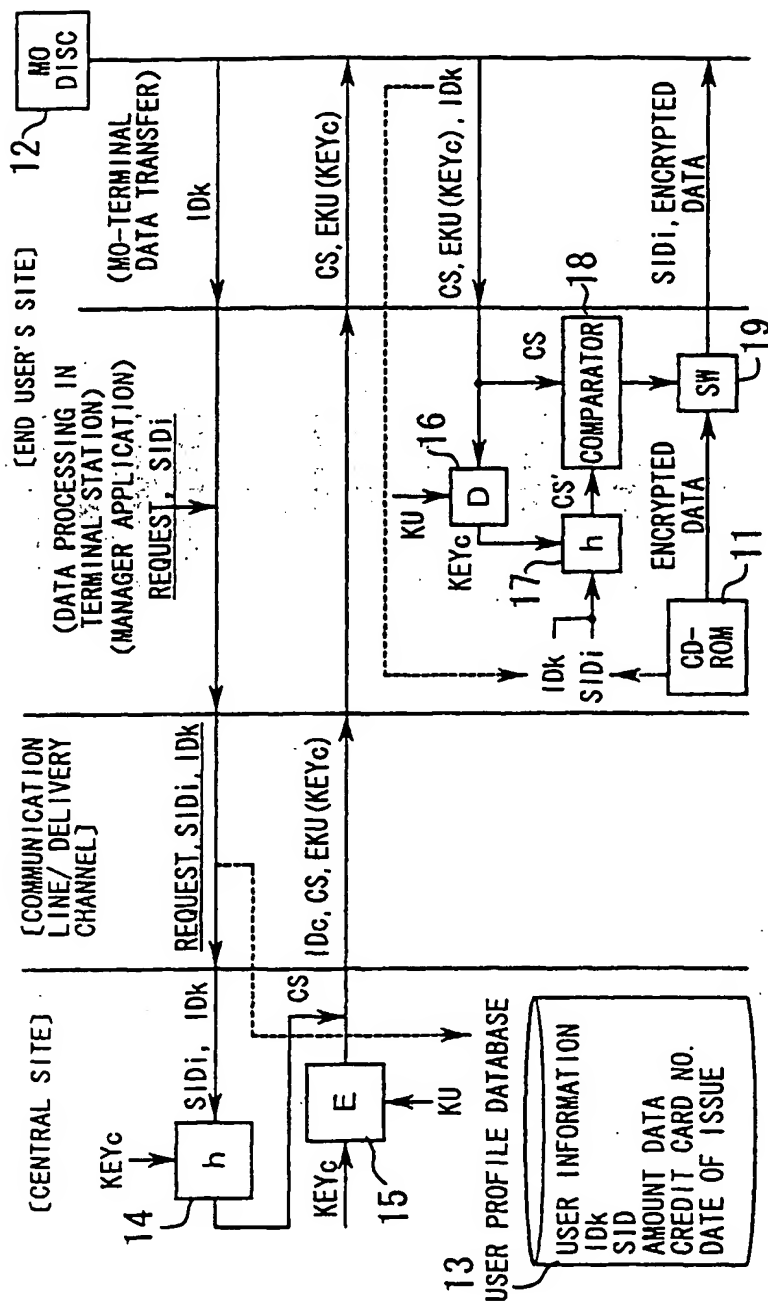 [CENTRAL SITE]
[COMMUNICATION
LINE/ DELIVERY
CHANNEL]
[END USER'S SITE]
(DATA PROCESSING IN
TERMINAL STATION)
(MANAGER APPLICATION)
REQUEST, SIDi
(MO-TERMINAL
DATA TRANSFER)
12
MO
DISC
IDk
REQUEST, SIDi, IDk
SIDi, IDk
KEYc
h
14
CS
IDc, CS, EKU(KEYc)
CS, EKU(KEYc)
KEYc
E
KU
15
13
USER PROFILE DATABASE
USER INFORMATION
IDk
SID
AMOUNT DATA
CREDIT CARD NO.
DATE OF ISSUE
IDk
CS, EKU(KEYc), IDk
KU
16
D
KEYc
CS
18
COMPARATOR
CS'
17
h
IDk
SIDi
CD-
ROM
11
ENCRYPTED
DATA
SW
19
SIDi, ENCRYPTED
DATA